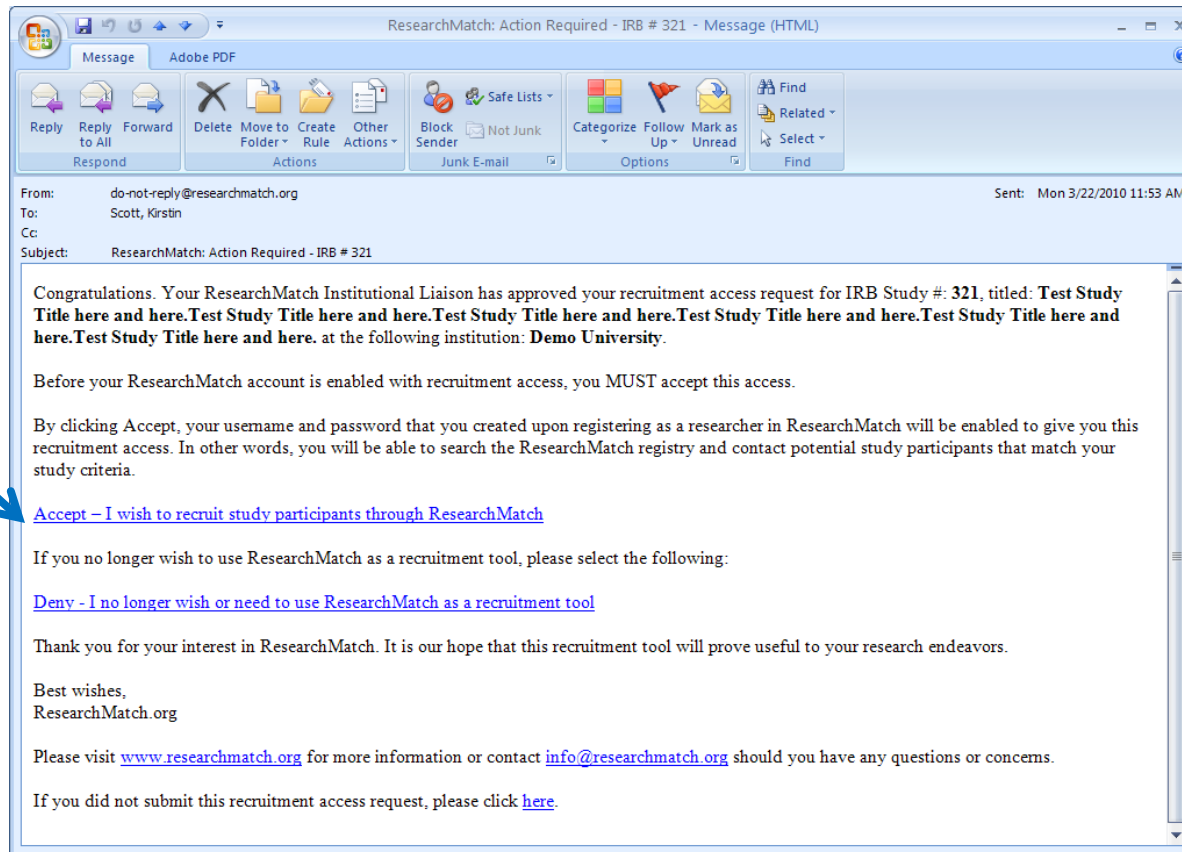 ResearchMatch: Action Required - IRB # 321 - Message (HTML)
Message Adobe PDF
Reply
Reply to All
Forward
Delete
Move to Folder
Create Rule
Other Actions
Block Sender
Safe Lists
Not Junk
Categorize
Follow Up
Mark as Unread
Find
Related
Select
Respond Actions Junk E-mail Options Find
From: do-not-reply@researchmatch.org Sent: Mon 3/22/2010 11:53 AM
To: Scott, Kirstin
Cc:
Subject: ResearchMatch: Action Required - IRB # 321
Congratulations. Your ResearchMatch Institutional Liaison has approved your recruitment access request for IRB Study #: 321, titled: Test Study
Title here and here.Test Study Title here and here.Test Study Title here and here.Test Study Title here and here.Test Study Title here and
here.Test Study Title here and here. at the following institution: Demo University.
Before your ResearchMatch account is enabled with recruitment access, you MUST accept this access.
By clicking Accept, your username and password that you created upon registering as a researcher in ResearchMatch will be enabled to give you this
recruitment access. In other words, you will be able to search the ResearchMatch registry and contact potential study participants that match your
study criteria.
Accept – I wish to recruit study participants through ResearchMatch
If you no longer wish to use ResearchMatch as a recruitment tool, please select the following:
Deny - I no longer wish or need to use ResearchMatch as a recruitment tool
Thank you for your interest in ResearchMatch. It is our hope that this recruitment tool will prove useful to your research endeavors.
Best wishes,
ResearchMatch.org
Please visit www.researchmatch.org for more information or contact info@researchmatch.org should you have any questions or concerns.
If you did not submit this recruitment access request, please click here.